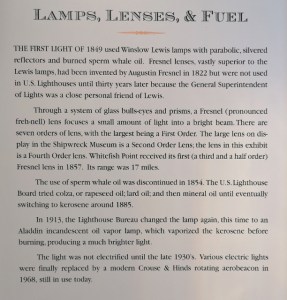 LAMPS, LENSES, & FUEL
THE FIRST LIGHT OF 1849 used Winslow Lewis lamps with parabolic, silvered
reflectors and burned sperm whale oil. Fresnel lenses, vastly superior to the
Lewis lamps, had been invented by Augustin Fresnel in 1822 but were not used
in U.S. Lighthouses until thirty years later because the General Superintendent
of Lights was a close personal friend of Lewis.
Through a system of glass bulls-eyes and prisms, a Fresnel (pronounced
freh-nell) lens focuses a small amount of light into a bright beam. There are
seven orders of lens, with the largest being a First Order. The large lens on dis-
play in the Shipwreck Museum is a Second Order Lens, the lens in this exhibit
is a Fourth Order lens. Whitefish Point received its first (a third and a half order)
Fresnel lens in 1857. Its range was 17 miles.
The use of sperm whale oil was discontinued in 1854. The U.S. Lighthouse
Board tried colza, or rapeseed oil; lard oil; and then mineral oil until eventually
switching to kerosene around 1885.
In 1913, the Lighthouse Bureau changed the lamp again, this time to an
Aladdin incandescent oil vapor lamp, which vaporized the kerosene before
burning, producing a much brighter light.
The light was not electrified until the late 1930's. Various electric lights
were finally replaced by a modern Crouse & Hinds rotating aerobeacon in
1968, still in use today.